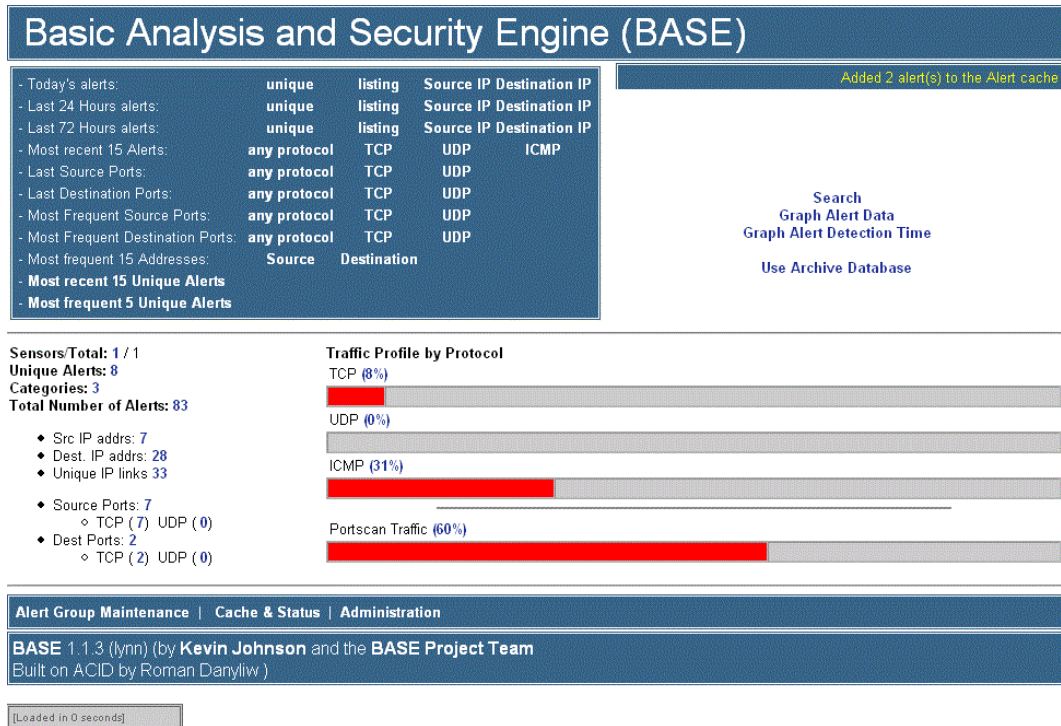 Basic Analysis and Security Engine (BASE)
- Today's alerts: unique listing Source IP Destination IP
- Last 24 Hours alerts: unique listing Source IP Destination IP
- Last 72 Hours alerts: unique listing Source IP Destination IP
- Most recent 15 Alerts: any protocol TCP UDP ICMP
- Last Source Ports: any protocol TCP UDP
- Last Destination Ports: any protocol TCP UDP
- Most Frequent Source Ports: any protocol TCP UDP
- Most Frequent Destination Ports: any protocol TCP UDP
- Most frequent 15 Addresses: Source Destination
- Most recent 15 Unique Alerts
- Most frequent 5 Unique Alerts
Added 2 alert(s) to the Alert cache
Search
Graph Alert Data
Graph Alert Detection Time
Use Archive Database
Sensors/Total: 1 / 1
Unique Alerts: 8
Categories: 3
Total Number of Alerts: 83
Src IP addrs: 7
Dest. IP addrs: 28
Unique IP links 33
Source Ports: 7
TCP ( 7) UDP ( 0)
Dest Ports: 2
TCP ( 2) UDP ( 0)
Traffic Profile by Protocol
TCP (8%)
UDP (0%)
ICMP (31%)
Portscan Traffic (60%)
Alert Group Maintenance | Cache & Status | Administration
BASE 1.1.3 (lynn) (by Kevin Johnson and the BASE Project Team
Built on ACID by Roman Danyliw )
[Loaded in 0 seconds]